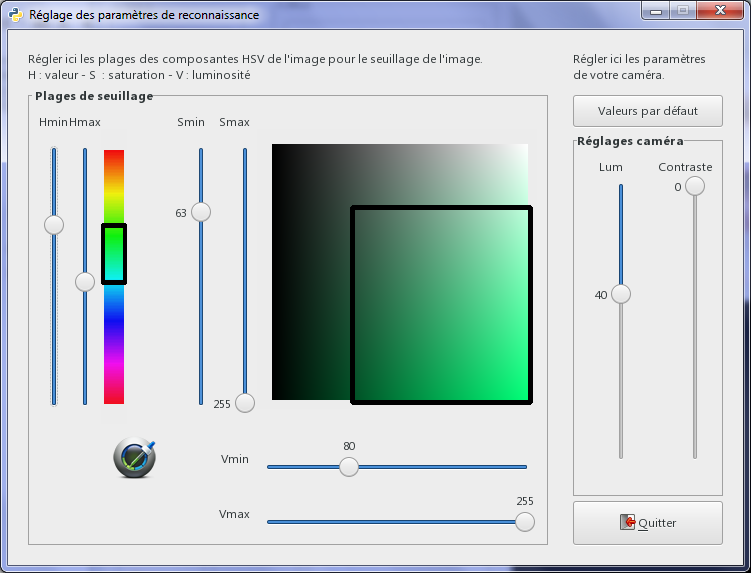 Réglage des paramètres de reconnaissance
Régler ici les plages des composantes HSV de l'image pour le seuillage de l'image.
H : valeur - S : saturation - V : luminosité
Régler ici les paramètres
de votre caméra.
Plages de seuillage
Hmin Hmax
Smin
Smax
63
255
Vmin
80
Vmax
255
Valeurs par défaut
Réglages caméra
Lum
Contraste
0
40
Quitter